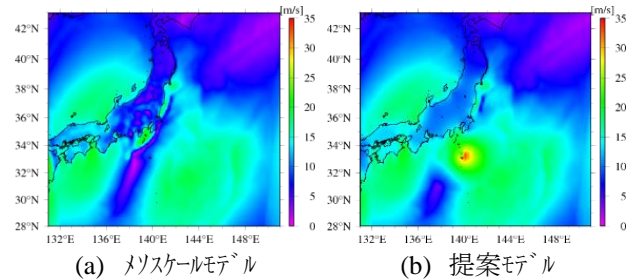 [m/s] [m/s]
42°N 35 42°N 35
40°N 30 40°N 30
38°N 25 38°N 25
36°N 20 36°N 20
34°N 15 34°N 15
32°N 10 32°N 10
30°N 5 30°N 5
28°N 0 28°N 0
132°E 136°E 140°E 144°E 148°E 132°E 136°E 140°E 144°E 148°E
(a) メソスケールモデル (b) 提案モデル